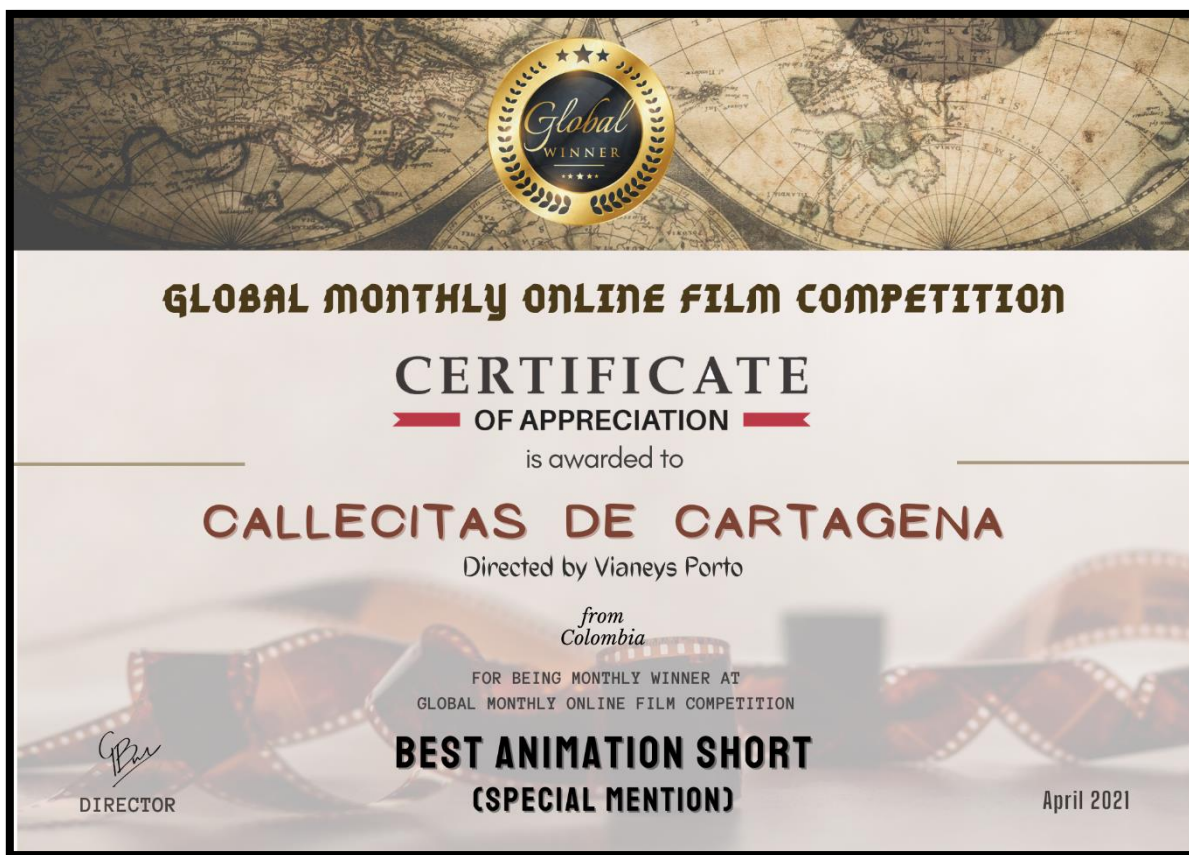 Global
WINNER
GLOBAL MONTHLY ONLINE FILM COMPETITION
CERTIFICATE
OF APPRECIATION
is awarded to
CALLECITAS DE CARTAGENA
Directed by Vianeys Porto
from
Colombia
FOR BEING MONTHLY WINNER AT
GLOBAL MONTHLY ONLINE FILM COMPETITION
BEST ANIMATION SHORT
(SPECIAL MENTION)
DIRECTOR
April 2021